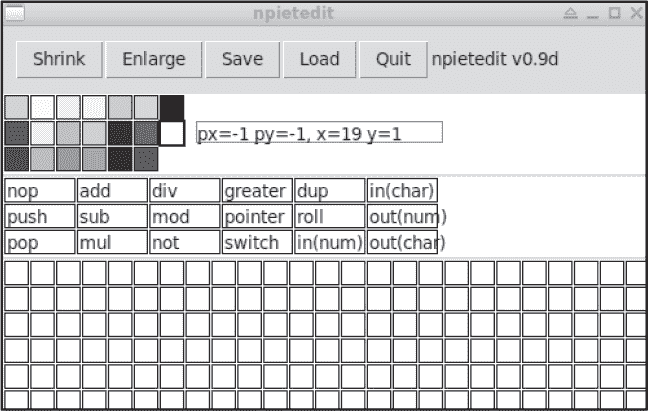 npietedit
Shrink Enlarge Save Load Quit npietedit v0.9d
px=-1 py=-1, x=19 y=1
nop add div greater dup in(char)
push sub mod pointer roll out(num)
pop mul not switch in(num) out(char)